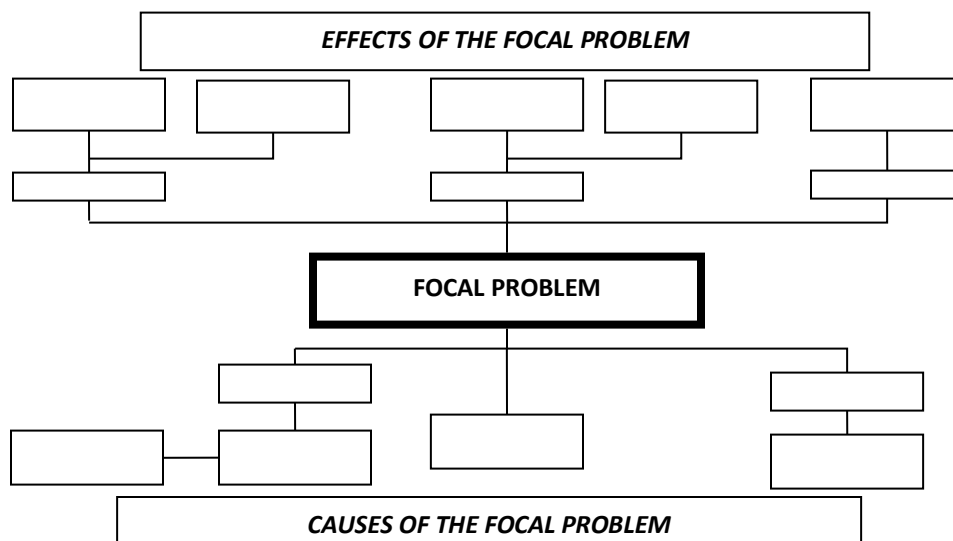 EFFECTS OF THE FOCAL PROBLEM
FOCAL PROBLEM
CAUSES OF THE FOCAL PROBLEM